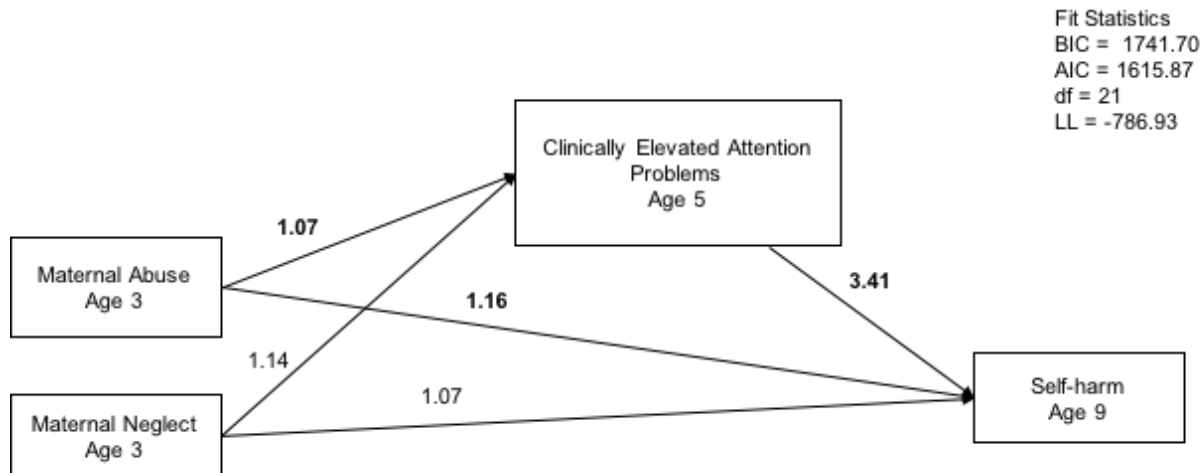 Fit Statistics
BIC = 1741.70
AIC = 1615.87
df = 21
LL = -786.93
Clinically Elevated Attention
Problems
Age 5
1.07
Maternal Abuse
Age 3
3.41
1.16
1.14
1.07
Self-harm
Age 9
Maternal Neglect
Age 3